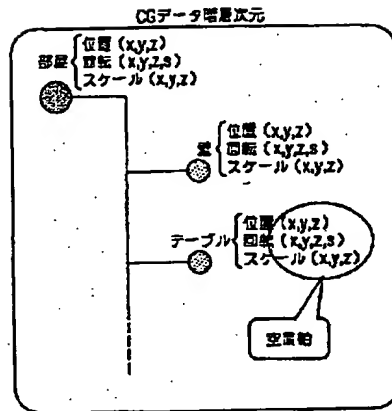 CGデータ階層次元
部屋
位置 (x,y,z)
回転 (x,y,z,s)
スケール (x,y,z)
壁
位置 (x,y,z)
回転 (x,y,z,s)
スケール (x,y,z)
テーブル
位置 (x,y,z)
回転 (x,y,z,s)
スケール (x,y,z)
空間軸